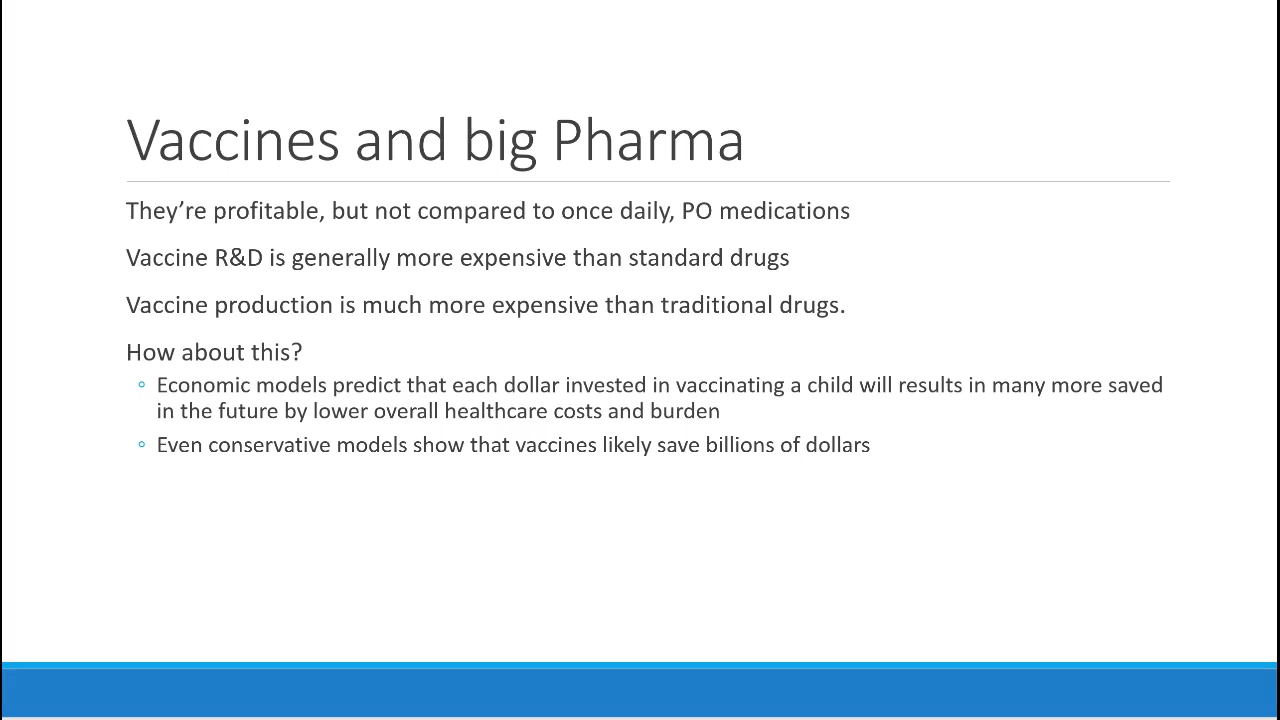 Vaccines and big Pharma
They’re profitable, but not compared to once daily, PO medications
Vaccine R&D is generally more expensive than standard drugs
Vaccine production is much more expensive than traditional drugs.
How about this?
◦ Economic models predict that each dollar invested in vaccinating a child will results in many more saved
in the future by lower overall healthcare costs and burden
◦ Even conservative models show that vaccines likely save billions of dollars